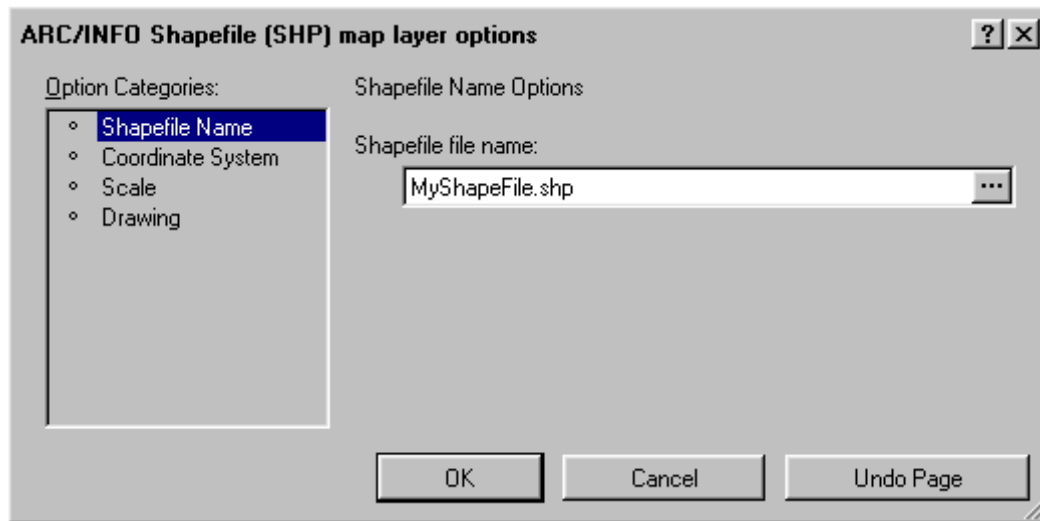 ARC/INFO Shapefile (SHP) map layer options
Option Categories:
Shapefile Name
Coordinate System
Scale
Drawing
Shapefile Name Options
Shapefile file name:
MyShapeFile.shp
OK Cancel Undo Page